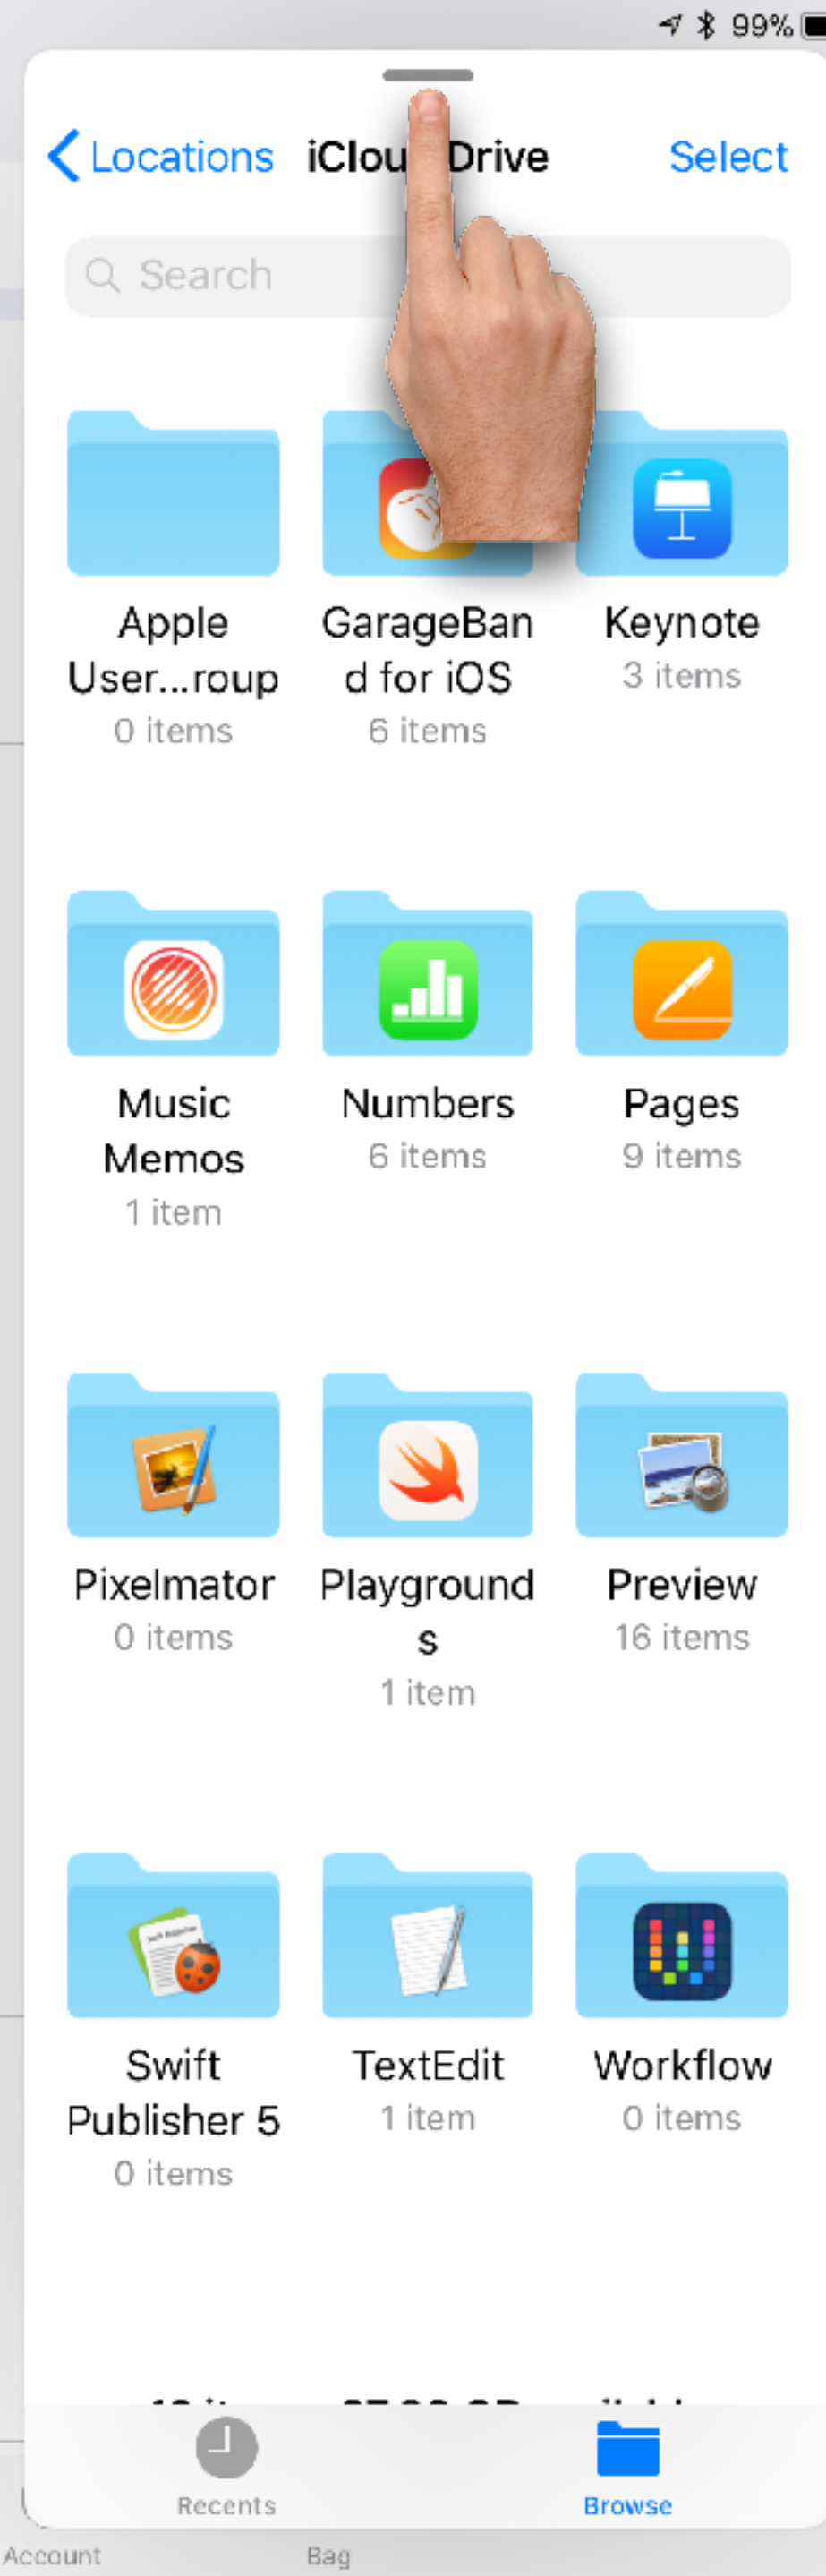 99%
Locations iClou Drive Select
Search
Apple
User...roup
0 items
GarageBan
d for iOS
6 items
Keynote
3 items
Music
Memos
1 item
Numbers
6 items
Pages
9 items
Pixelmator
0 items
Playground
s
1 item
Preview
16 items
Swift
Publisher 5
0 items
TextEdit
1 item
Workflow
0 items
Recents
Browse
Account
Bag